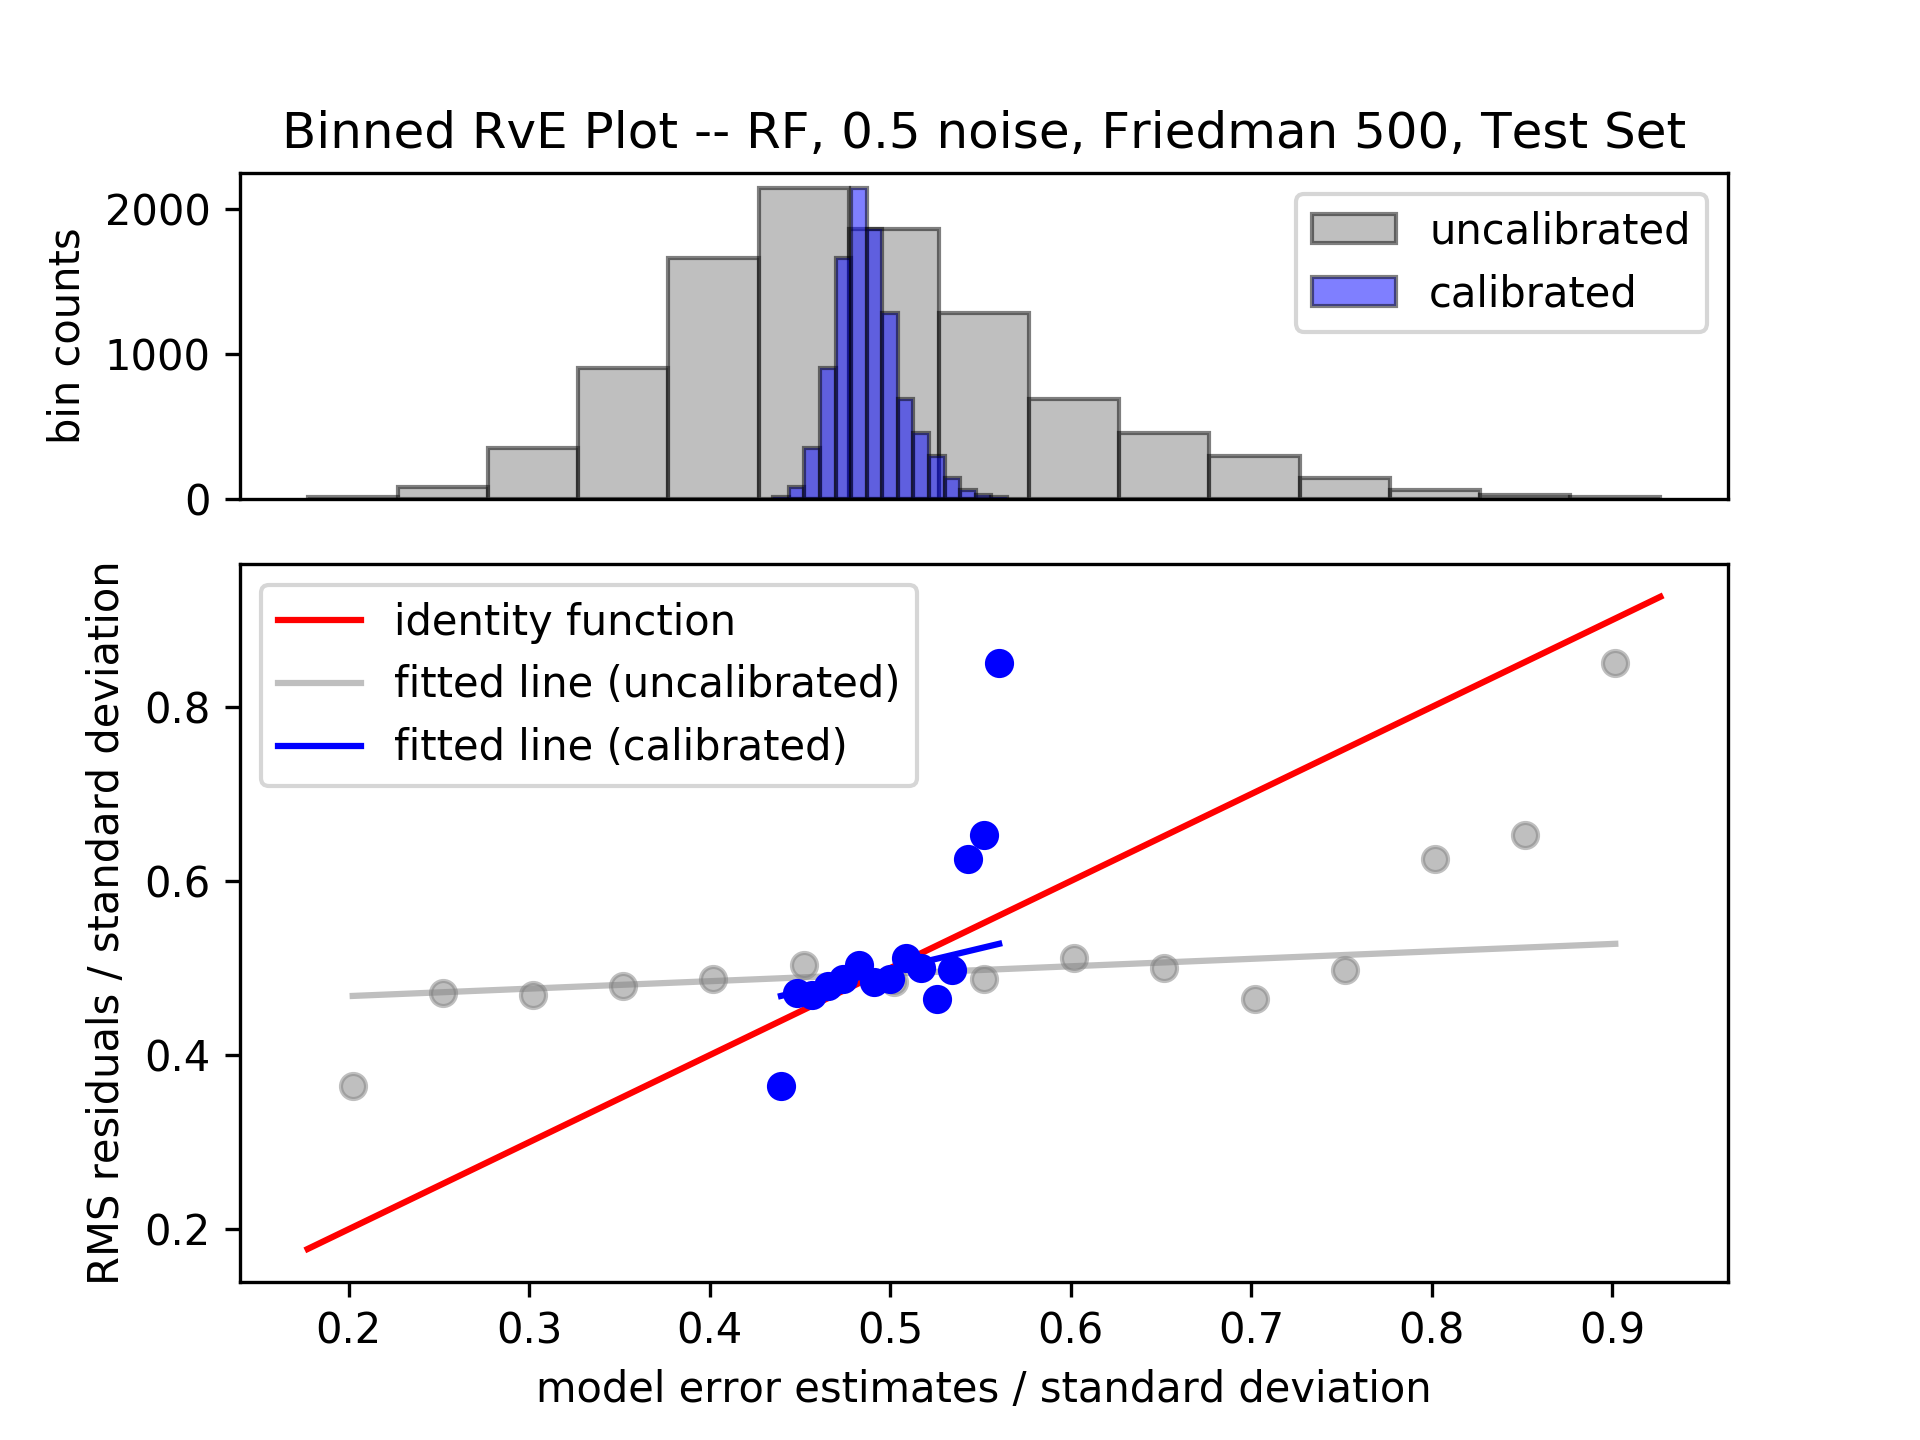 Binned RvE Plot -- RF, 0.5 noise, Friedman 500, Test Set
bin counts
2000
1000
0
uncalibrated
calibrated
RMS residuals / standard deviation
0.8
0.6
0.4
0.2
identity function
fitted line (uncalibrated)
fitted line (calibrated)
0.2 0.3 0.4 0.5 0.6 0.7 0.8 0.9
model error estimates / standard deviation